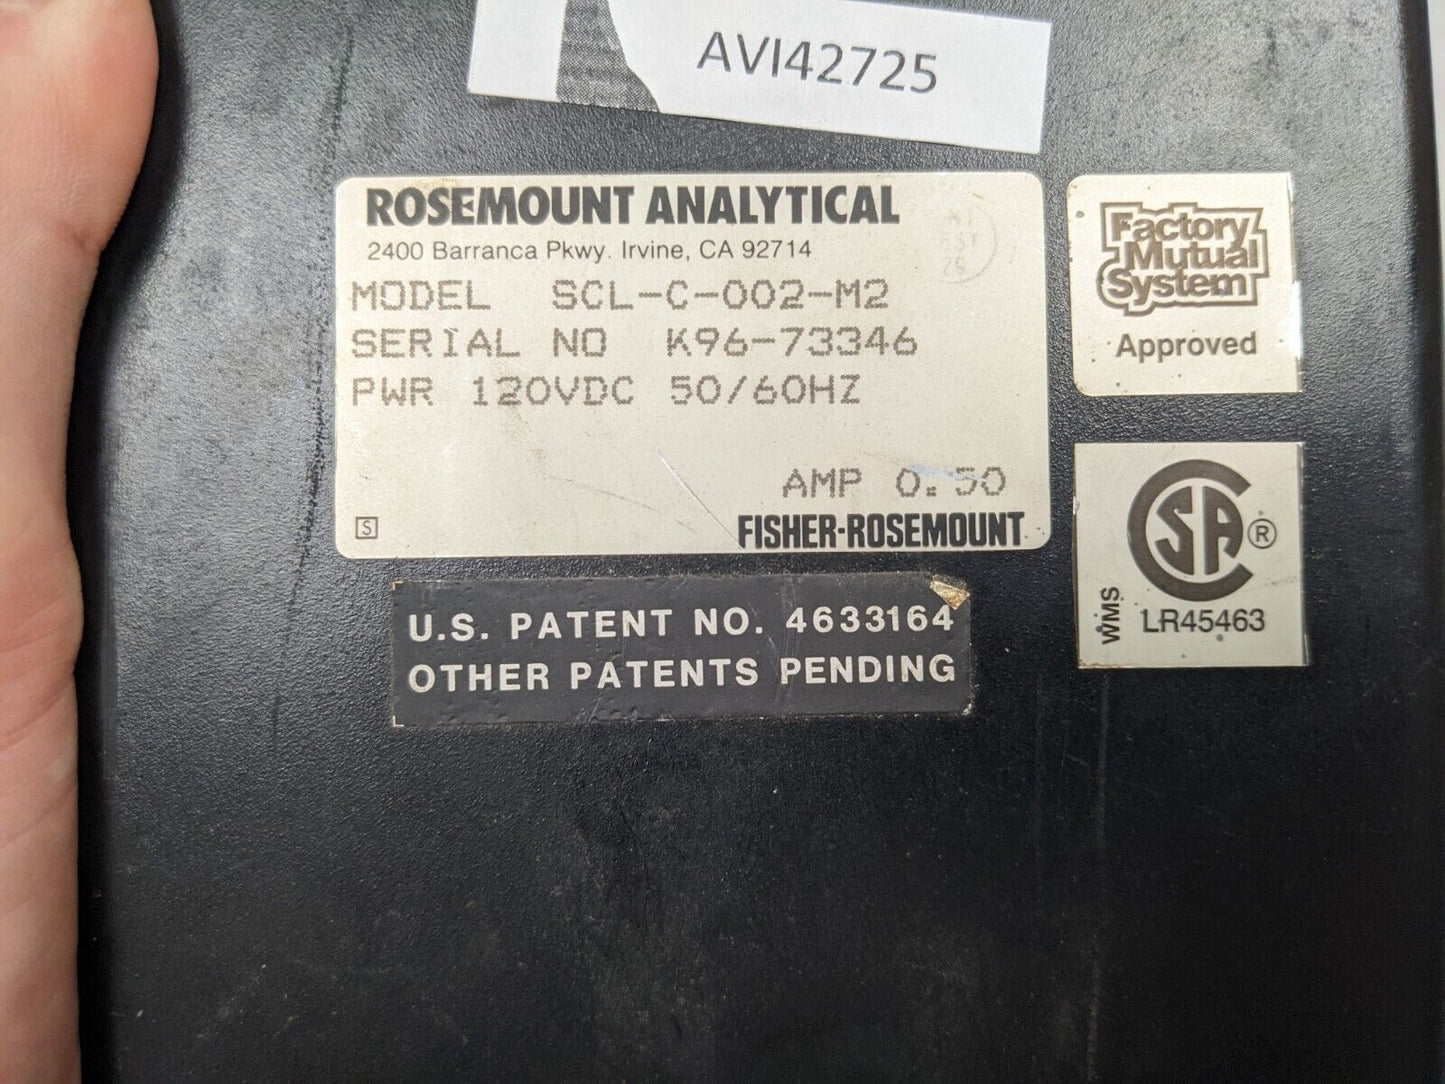 AVI42725
ROSEMOUNT ANALYTICAL
2400 Barranca Pkwy. Irvine, CA 92714
MODEL SCL-C-002-M2
SERIAL NO K96-73346
PWR 120VDC 50/60HZ
AMP 0.50
S
FISHER-ROSEMOUNT
Factory
Mutual
System
Approved
CSA ®
WMS
LR45463
U.S. PATENT NO. 4633164
OTHER PATENTS PENDING